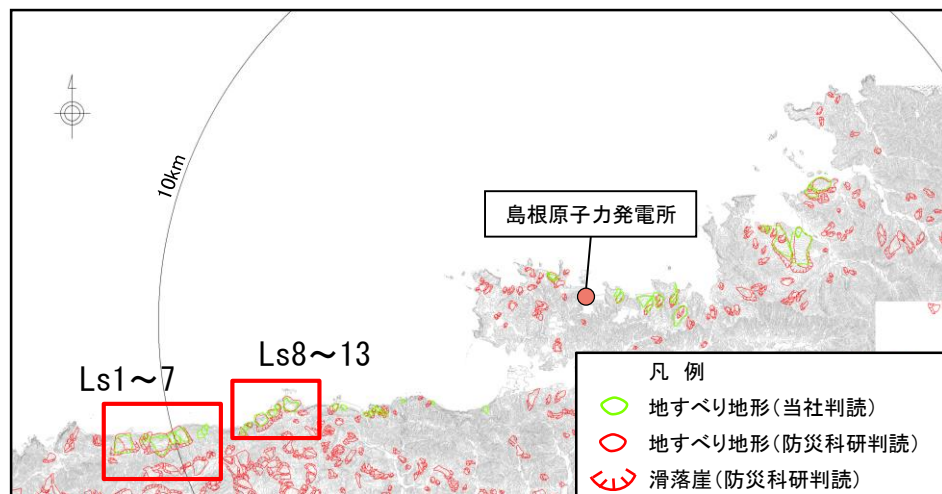 10km
島根原子力発電所
Ls8～13
Ls1～7
凡 例
地すべり地形(当社判読)
地すべり地形(防災科研判読)
滑落崖(防災科研判読)